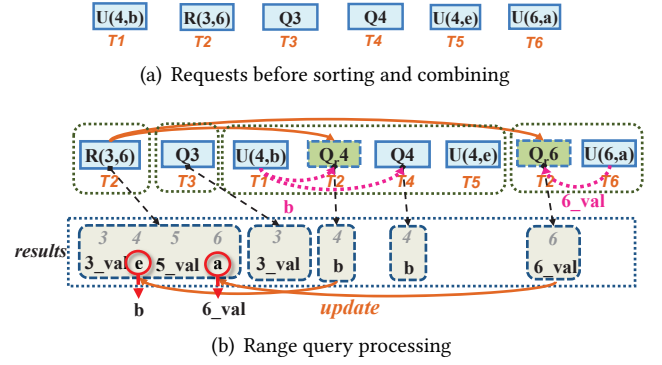 U(4,b) R(3,6) Q3 Q4 U(4,e) U(6,a)
T1 T2 T3 T4 T5 T6
(a) Requests before sorting and combining
R(3,6) Q3 U(4,b) Q_4 Q4 U(4,e) Q_6 U(6,a)
T2 T3 T1 T2 T4 T5 T2 T6
b 6_val
3 4 5 6 3 4 4 6
results 3_val e 5_val a 3_val b b 6_val
b 6_val update
(b) Range query processing